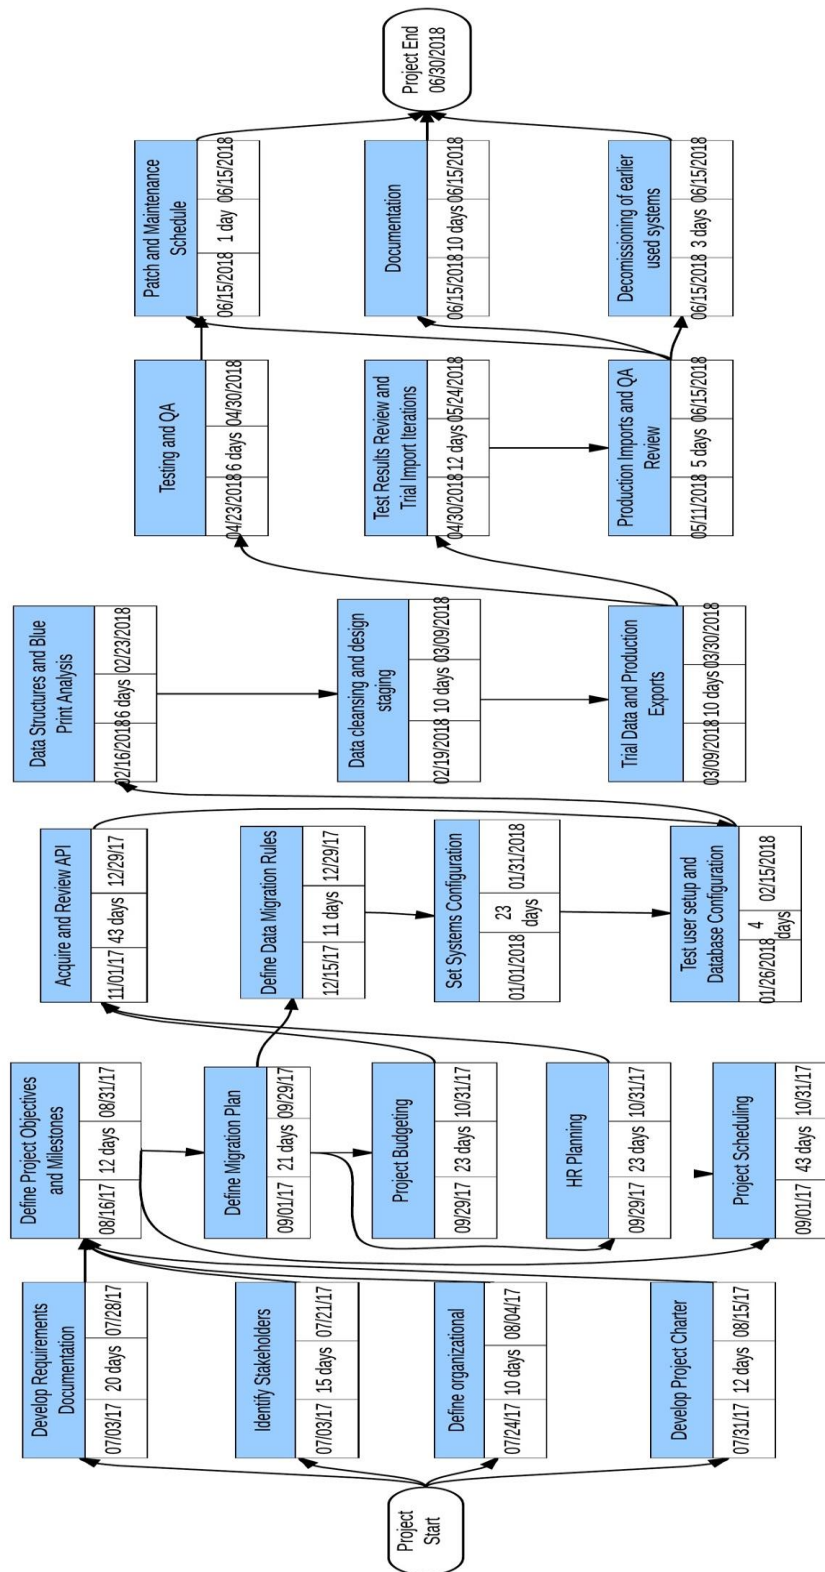 Project
Start
Develop Requirements
Documentation
07/03/17 20 days 07/28/17
Identify Stakeholders
07/03/17 15 days 07/21/17
Define organizational
07/24/17 10 days 08/04/17
Develop Project Charter
07/31/17 12 days 08/15/17
Define Project Objectives
and Milestones
08/16/17 12 days 08/31/17
Define Migration Plan
09/01/17 21 days 09/29/17
Project Budgeting
09/29/17 23 days 10/31/17
HR Planning
09/29/17 23 days 10/31/17
Project Scheduling
09/01/17 43 days 10/31/17
Acquire and Review API
11/01/17 43 days 12/29/17
Define Data Migration Rules
12/15/17 11 days 12/29/17
Set Systems Configuration
01/01/2018 23 days 01/31/2018
Test user setup and
Database Configuration
01/26/2018 4 days 02/15/2018
Data Structures and Blue
Print Analysis
02/16/2018 6 days 02/23/2018
Data cleansing and design
staging
02/19/2018 10 days 03/09/2018
Trial Data and Production
Exports
03/09/2018 10 days 03/30/2018
Testing and QA
04/23/2018 6 days 04/30/2018
Test Results Review and
Trial Import Iterations
04/30/2018 12 days 05/24/2018
Production Imports and QA
Review
05/11/2018 5 days 06/15/2018
Patch and Maintenance
Schedule
06/15/2018 1 day 06/15/2018
Documentation
06/15/2018 10 days 06/15/2018
Decomissioning of earlier
used systems
06/15/2018 3 days 06/15/2018
Project End
06/30/2018